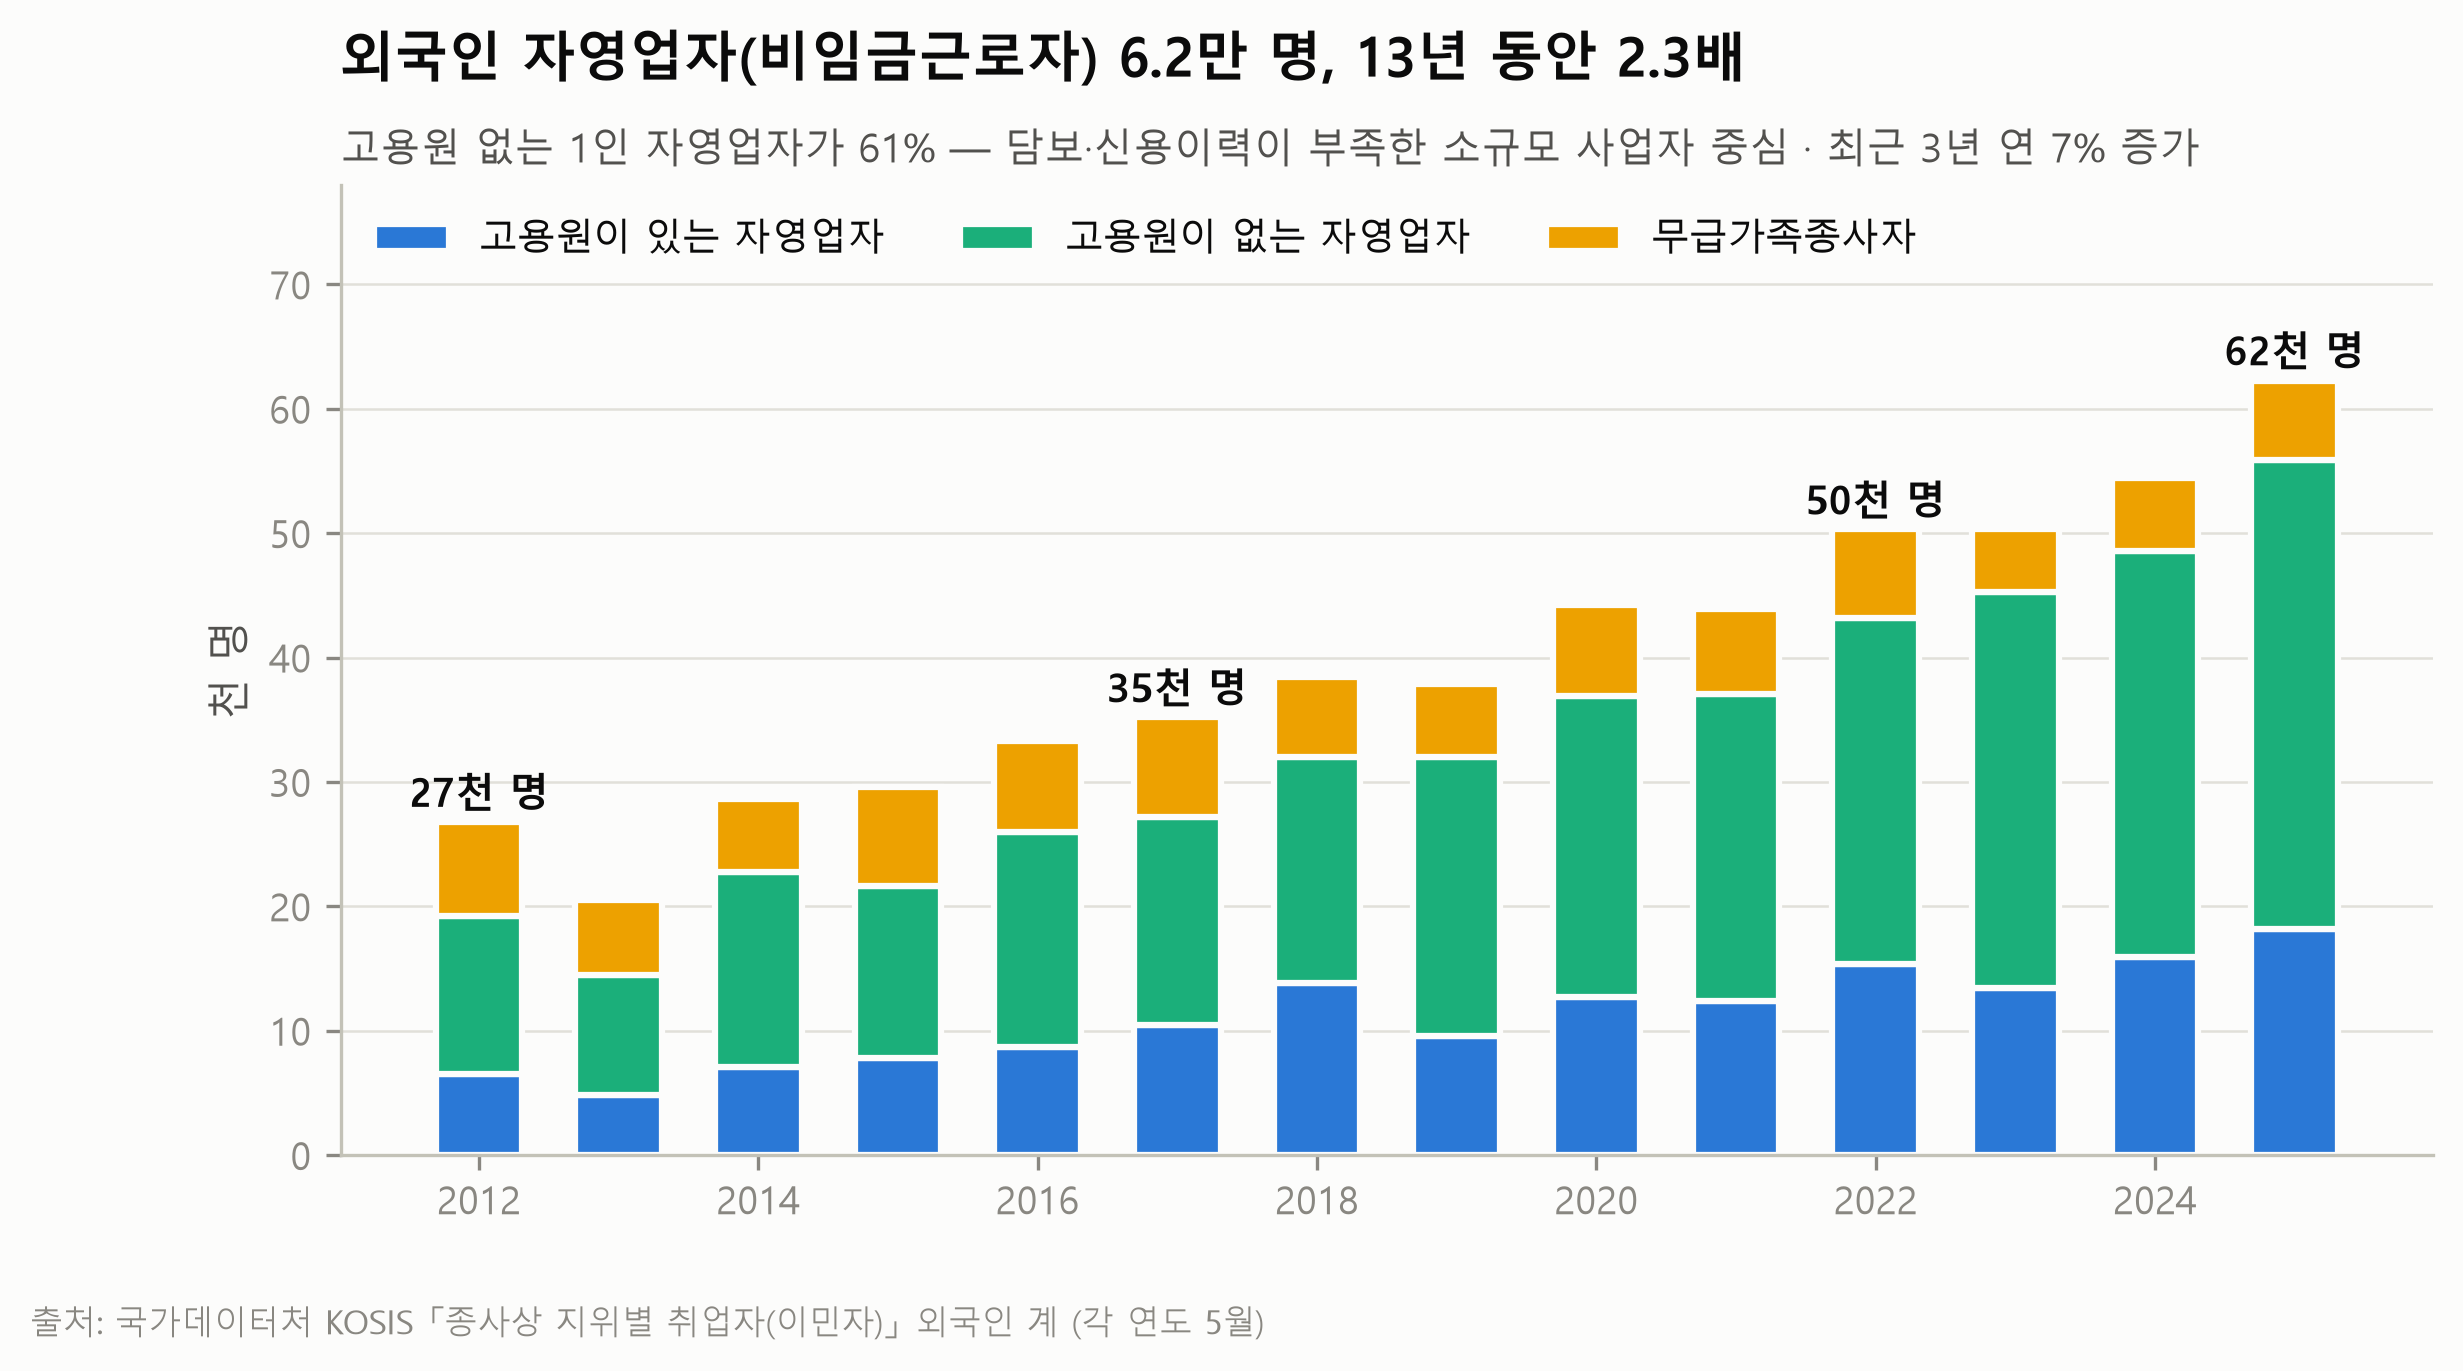 외국인 자영업자(비임금근로자) 6.2만 명, 13년 동안 2.3배
고용원 없는 1인 자영업자가 61% — 담보·신용이력이 부족한 소규모 사업자 중심 · 최근 3년 연 7% 증가
고용원이 있는 자영업자 고용원이 없는 자영업자 무급가족종사자
70
60
50
40
30
20
10
0
천 명
27천 명
35천 명
50천 명
62천 명
2012 2014 2016 2018 2020 2022 2024
출처: 국가데이터처 KOSIS 「종사상 지위별 취업자(이민자)」 외국인 계 (각 연도 5월)